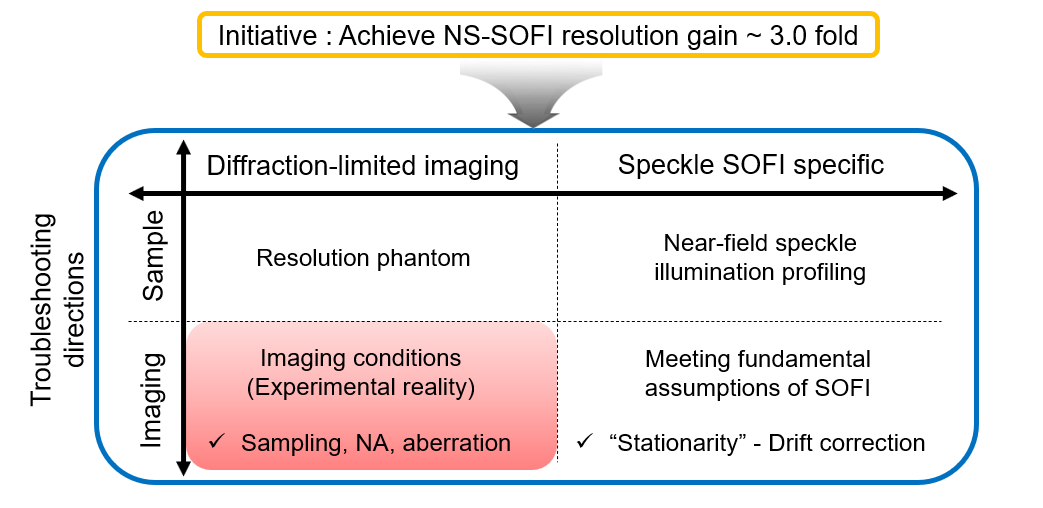 Initiative : Achieve NS-SOFI resolution gain ~ 3.0 fold
Troubleshooting
directions
Diffraction-limited imaging
Speckle SOFI specific
Sample
Resolution phantom
Near-field speckle
illumination profiling
Imaging
Imaging conditions
(Experimental reality)
✓ Sampling, NA, aberration
Meeting fundamental
assumptions of SOFI
✓ “Stationarity” - Drift correction